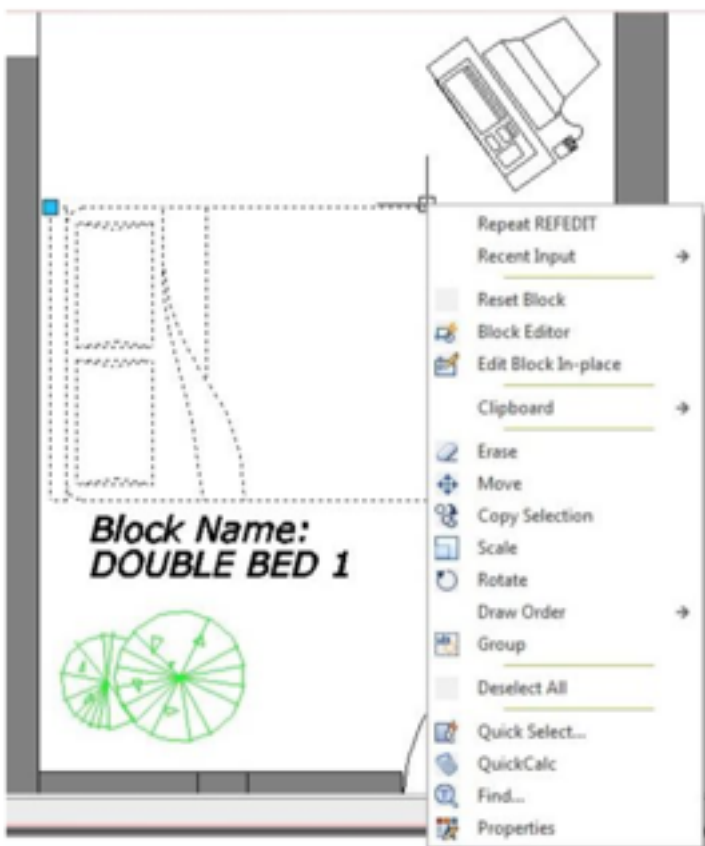 Repeat REFEDIT
Recent Input
Reset Block
Block Editor
Edit Block In-place
Clipboard
Erase
Move
Copy Selection
Scale
Rotate
Draw Order
Group
Deselect All
Quick Select...
QuickCalc
Find...
Properties
Block Name:
DOUBLE BED 1